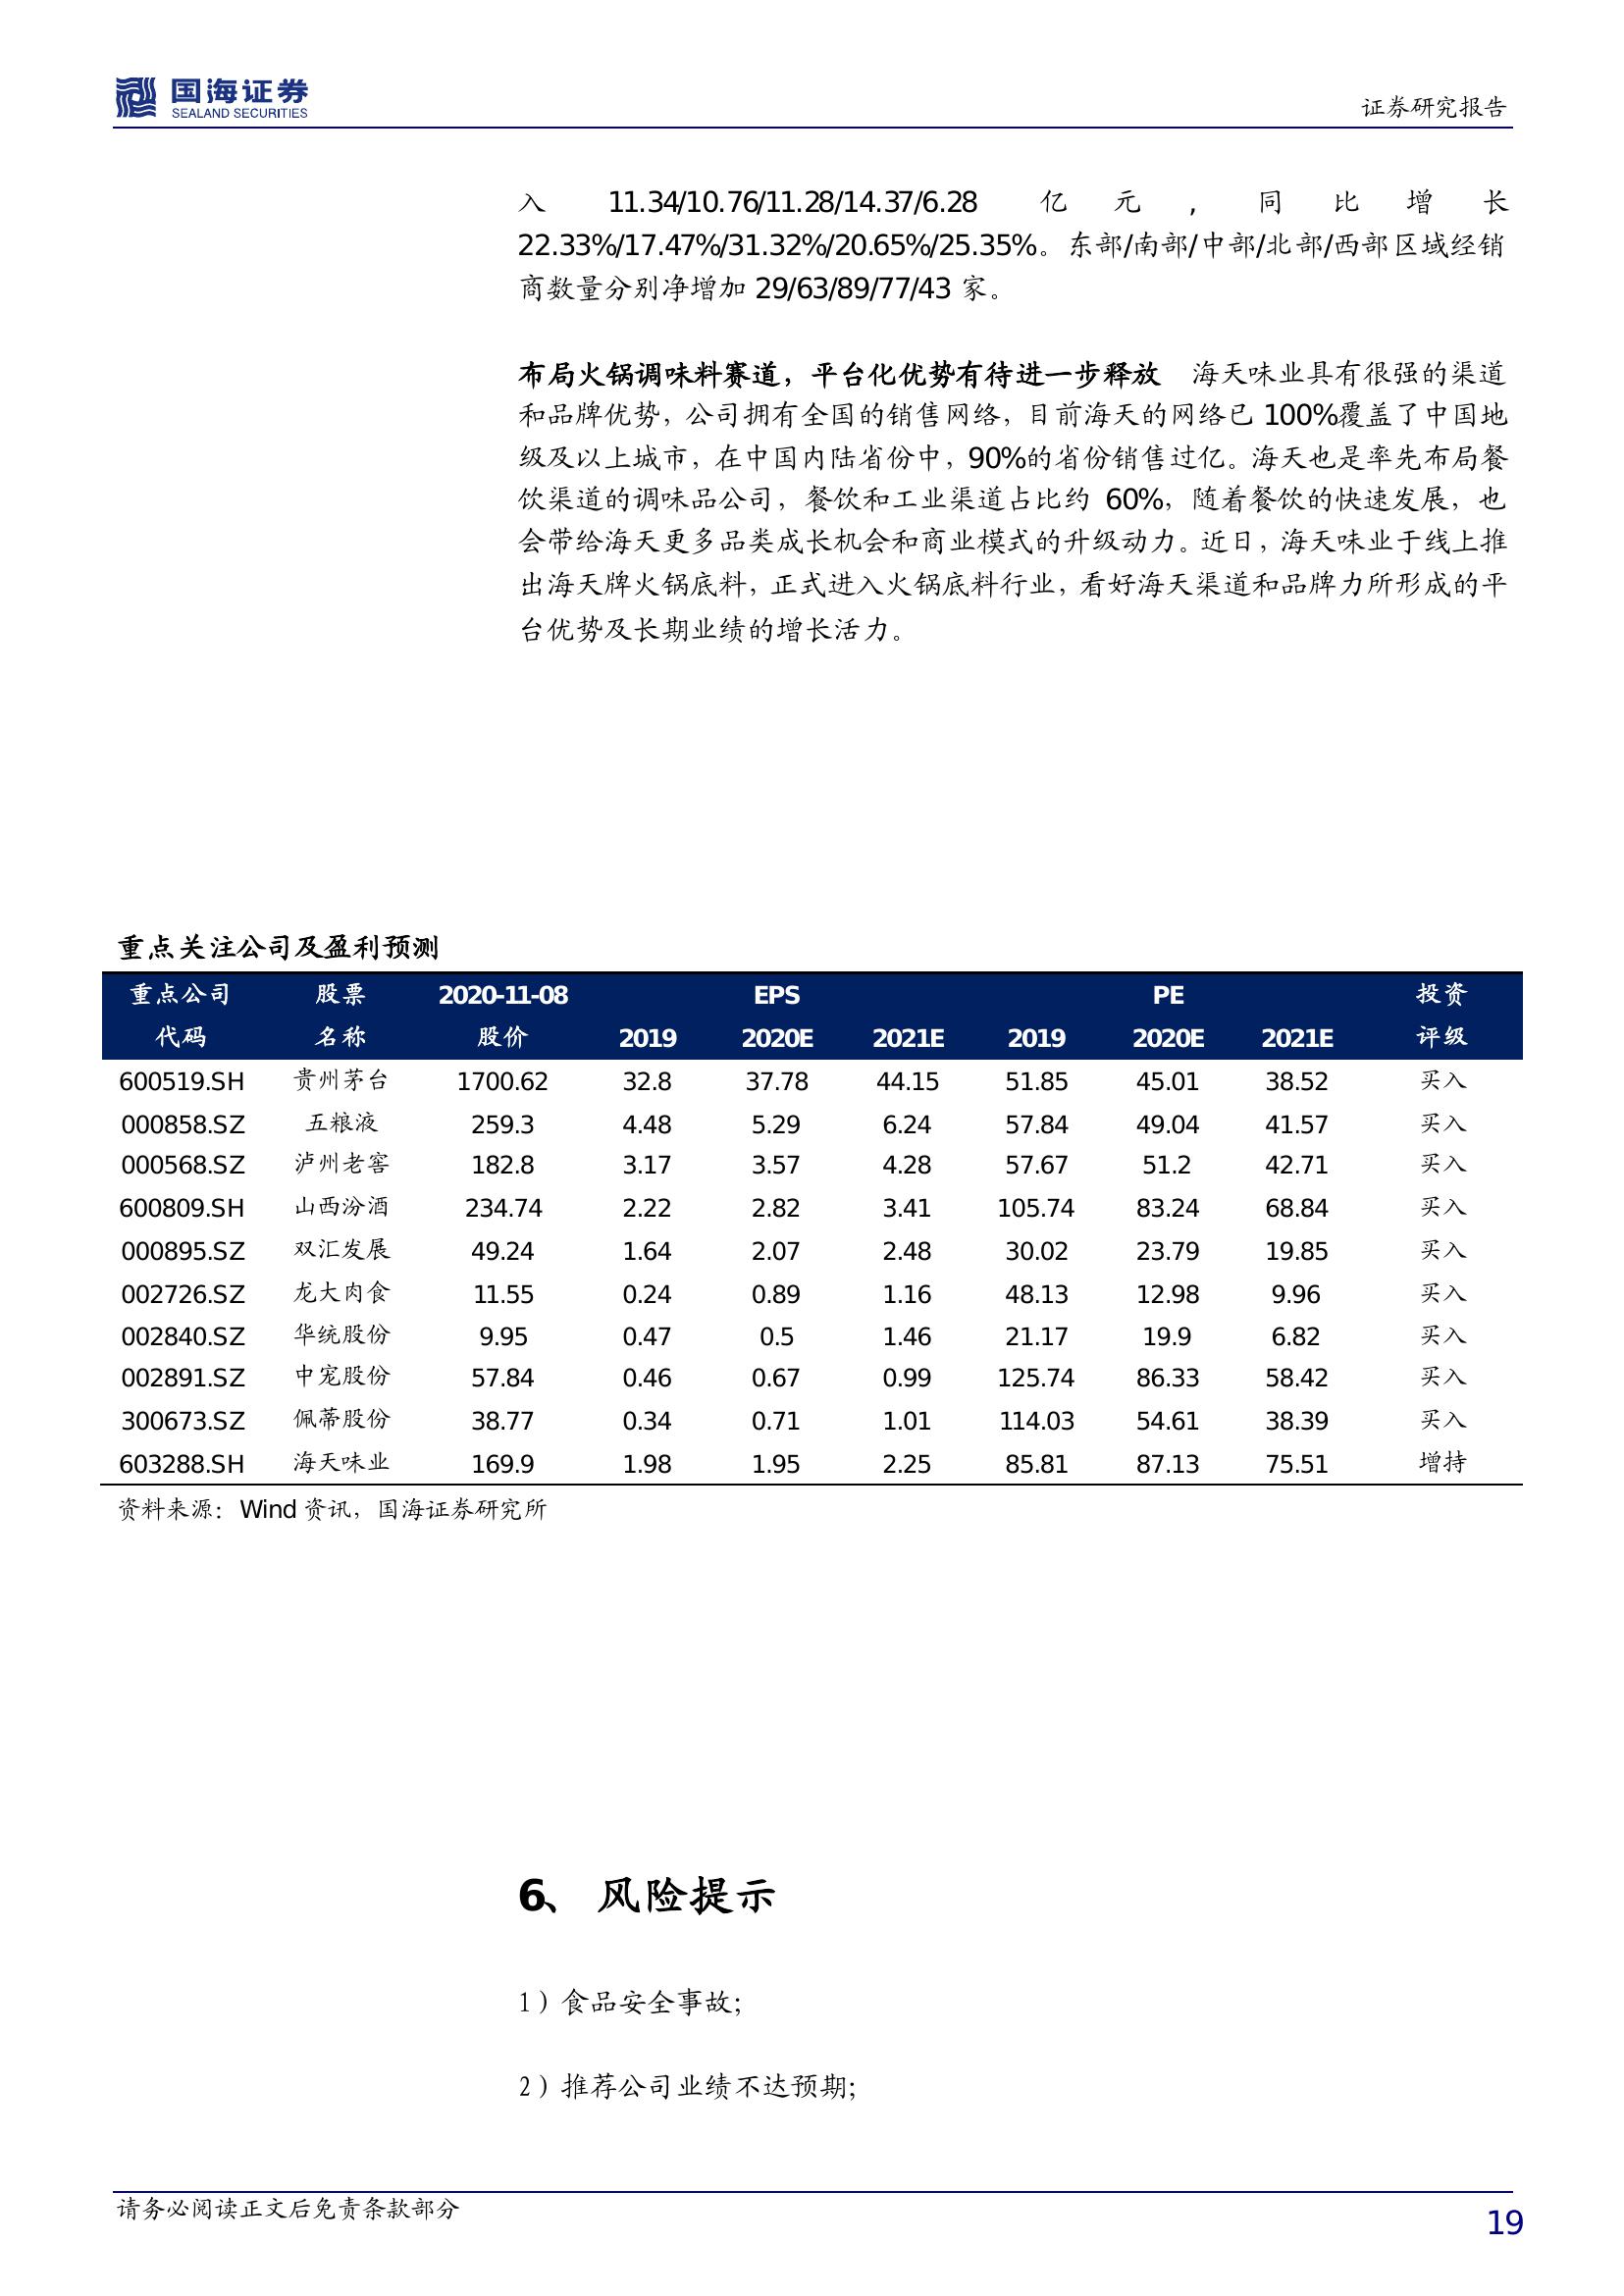 国海证券
SEALAND SECURITIES
证券研究报告
入 11.34/10.76/11.28/14.37/6.28 亿元，同比增长
22.33%/17.47%/31.32%/20.65%/25.35%。东部/南部/中部/北部/西部区域经销
商数量分别净增加 29/63/89/77/43 家。
布局火锅调味料赛道，平台化优势有待进一步释放 海天味业具有很强的渠道
和品牌优势，公司拥有全国的销售网络，目前海天的网络已 100%覆盖了中国地
级及以上城市，在中国内陆省份中，90%的省份销售过亿。海天也是率先布局餐
饮渠道的调味品公司，餐饮和工业渠道占比约 60%，随着餐饮的快速发展，也
会带给海天更多品类成长机会和商业模式的升级动力。近日，海天味业于线上推
出海天牌火锅底料，正式进入火锅底料行业，看好海天渠道和品牌力所形成的平
台优势及长期业绩的增长活力。
重点关注公司及盈利预测
重点公司 股票 2020-11-08 EPS PE 投资
代码 名称 股价 2019 2020E 2021E 2019 2020E 2021E 评级
600519.SH 贵州茅台 1700.62 32.8 37.78 44.15 51.85 45.01 38.52 买入
000858.SZ 五粮液 259.3 4.48 5.29 6.24 57.84 49.04 41.57 买入
000568.SZ 泸州老窖 182.8 3.17 3.57 4.28 57.67 51.2 42.71 买入
600809.SH 山西汾酒 234.74 2.22 2.82 3.41 105.74 83.24 68.84 买入
000895.SZ 双汇发展 49.24 1.64 2.07 2.48 30.02 23.79 19.85 买入
002726.SZ 龙大肉食 11.55 0.24 0.89 1.16 48.13 12.98 9.96 买入
002840.SZ 华统股份 9.95 0.47 0.5 1.46 21.17 19.9 6.82 买入
002891.SZ 中宠股份 57.84 0.46 0.67 0.99 125.74 86.33 58.42 买入
300673.SZ 佩蒂股份 38.77 0.34 0.71 1.01 114.03 54.61 38.39 买入
603288.SH 海天味业 169.9 1.98 1.95 2.25 85.81 87.13 75.51 增持
资料来源：Wind 资讯，国海证券研究所
6、 风险提示
1）食品安全事故；
2）推荐公司业绩不达预期；
请务必阅读正文后免责条款部分
19